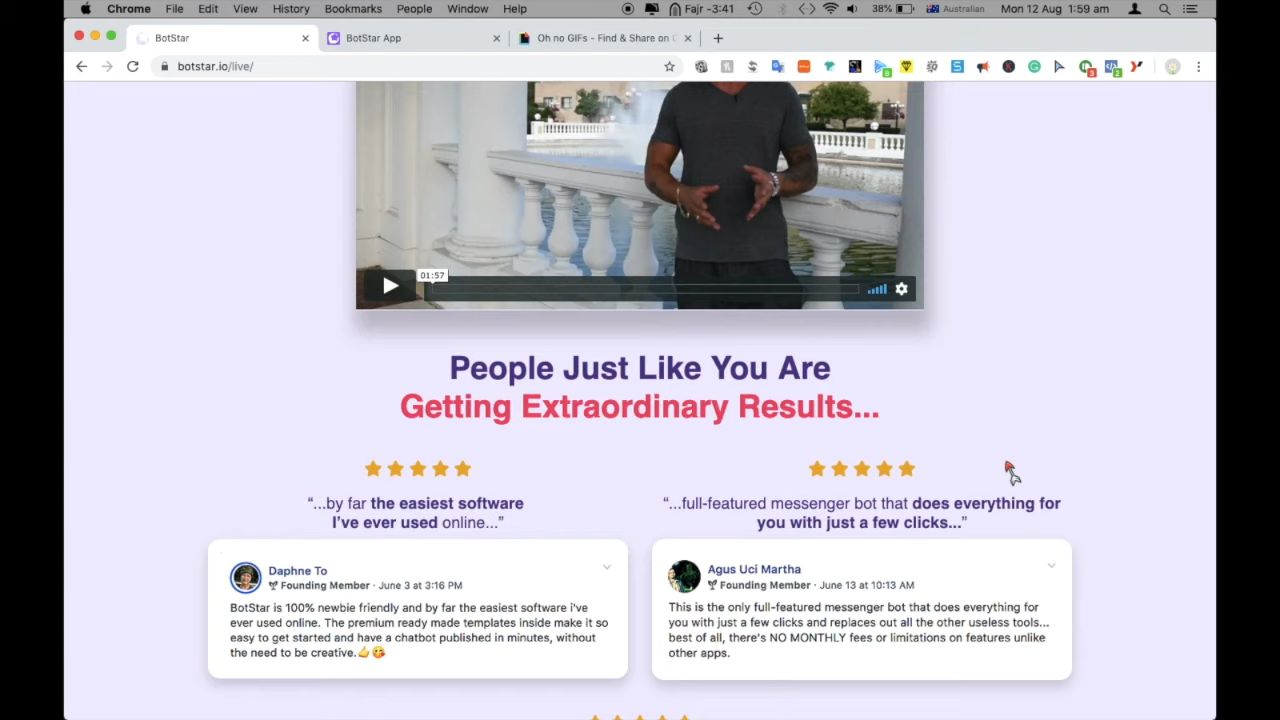 Chrome File Edit View History Bookmarks People Window Help Fajr -3:41 38% Australian Mon 12 Aug 1:59 am
BotStar BotStar App Oh no GIFs - Find & Share on
botstar.io/live/
01:57
People Just Like You Are
Getting Extraordinary Results...
“...by far the easiest software
I’ve ever used online...”
Daphne To
Founding Member · June 3 at 3:16 PM
BotStar is 100% newbie friendly and by far the easiest software i've
ever used online. The premium ready made templates inside make it so
easy to get started and have a chatbot published in minutes, without
the need to be creative.👍😘
“...full-featured messenger bot that does everything for
you with just a few clicks...”
Agus Uci Martha
Founding Member · June 13 at 10:13 AM
This is the only full-featured messenger bot that does everything for
you with just a few clicks and replaces out all the other useless tools...
best of all, there's NO MONTHLY fees or limitations on features unlike
other apps.